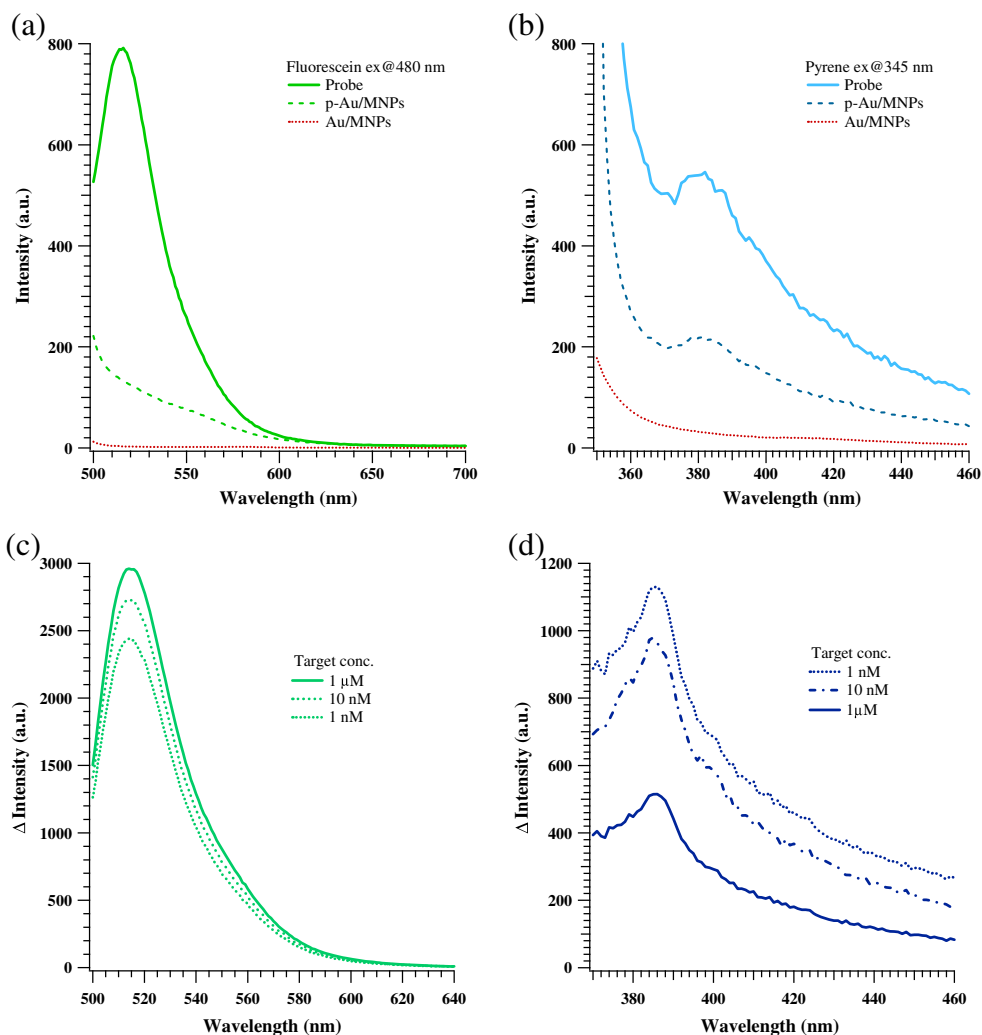 (a)
800
600
400
200
0
Intensity (a.u.)
500
550
600
650
700
Wavelength (nm)
Fluorescein ex@480 nm
Probe
p-Au/MNPs
Au/MNPs
(b)
800
600
400
200
0
Intensity (a.u.)
360
380
400
420
440
460
Wavelength (nm)
Pyrene ex@345 nm
Probe
p-Au/MNPs
Au/MNPs
(c)
3000
2500
2000
1500
1000
500
0
Δ Intensity (a.u.)
500
520
540
560
580
600
620
640
Wavelength (nm)
Target conc.
1 µM
10 nM
1 nM
(d)
1200
1000
800
600
400
200
0
Δ Intensity (a.u.)
380
400
420
440
460
Wavelength (nm)
Target conc.
1 nM
10 nM
1µM